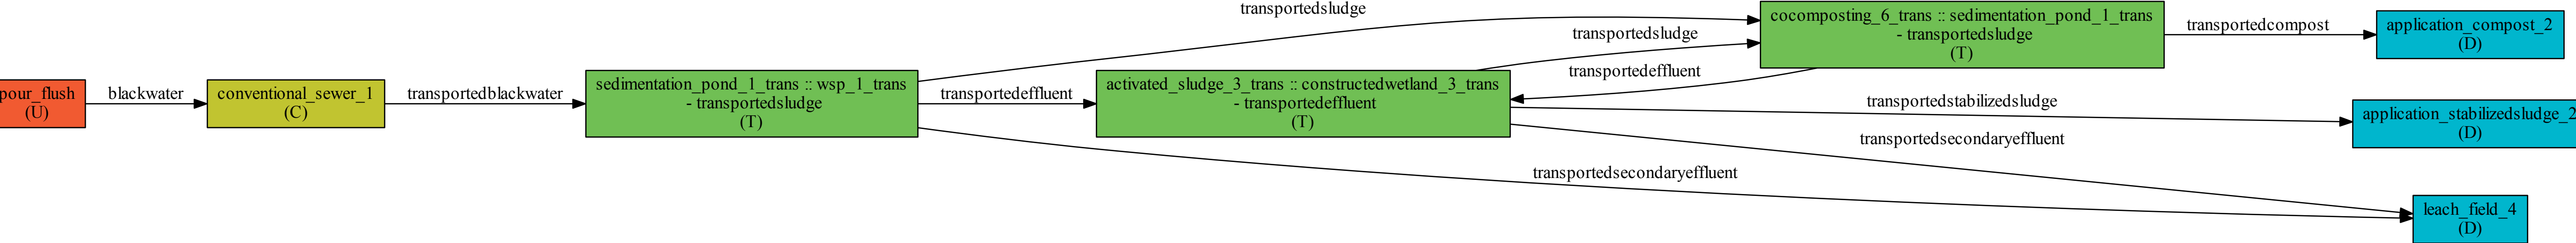 pour_flush
(U)
blackwater
conventional_sewer_1
(C)
transportedblackwater
sedimentation_pond_1_trans :: wsp_1_trans
- transportedsludge
(T)
transportedsludge
transportedeffluent
transportedsecondaryeffluent
activated_sludge_3_trans :: constructedwetland_3_trans
- transportedeffluent
(T)
transportedsludge
transportedeffluent
transportedstabilizedsludge
transportedsecondaryeffluent
cocomposting_6_trans :: sedimentation_pond_1_trans
- transportedsludge
(T)
transportedcompost
application_compost_2
(D)
application_stabilizedsludge_2
(D)
leach_field_4
(D)